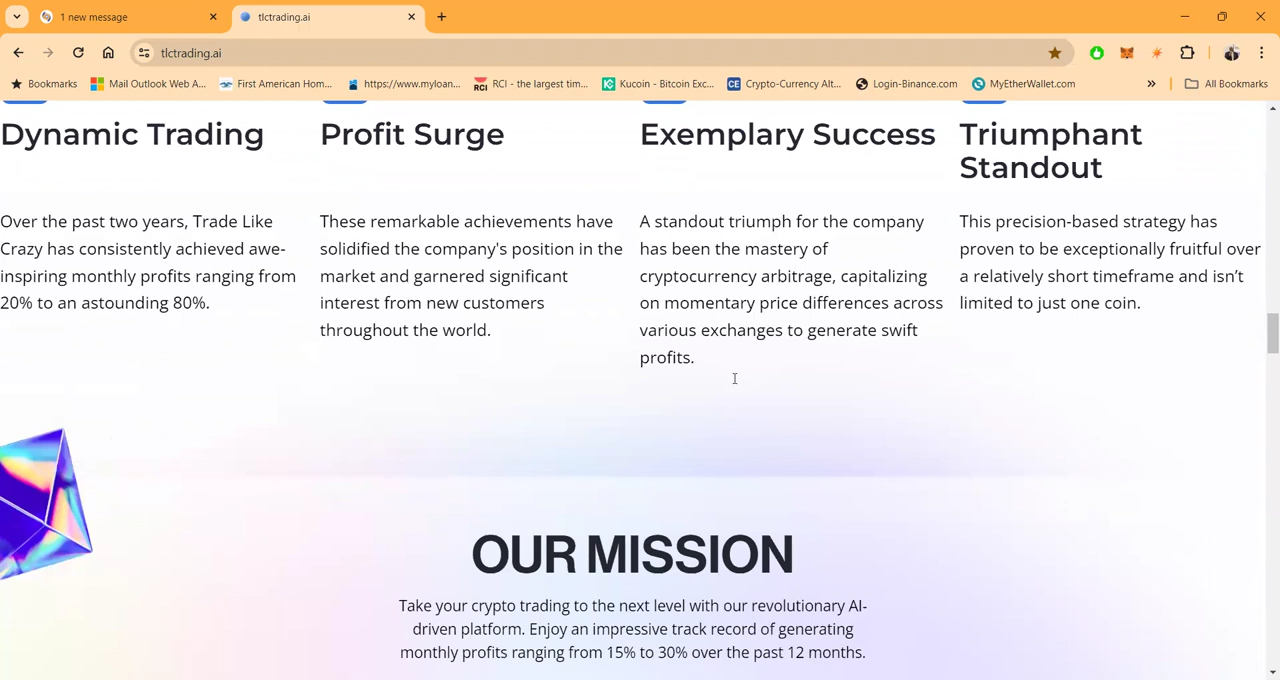 1 new message
tlctrading.ai
tlctrading.ai
Bookmarks
Mail Outlook Web A...
First American Hom...
https://www.myloan...
RCI
RCI - the largest tim...
Kucoin - Bitcoin Exc...
CE
Crypto-Currency Alt...
Login-Binance.com
MyEtherWallet.com
»
All Bookmarks
Dynamic Trading
Over the past two years, Trade Like
Crazy has consistently achieved awe-
inspiring monthly profits ranging from
20% to an astounding 80%.
Profit Surge
These remarkable achievements have
solidified the company's position in the
market and garnered significant
interest from new customers
throughout the world.
Exemplary Success
A standout triumph for the company
has been the mastery of
cryptocurrency arbitrage, capitalizing
on momentary price differences across
various exchanges to generate swift
profits.
Triumphant
Standout
This precision-based strategy has
proven to be exceptionally fruitful over
a relatively short timeframe and isn’t
limited to just one coin.
OUR MISSION
Take your crypto trading to the next level with our revolutionary AI-
driven platform. Enjoy an impressive track record of generating
monthly profits ranging from 15% to 30% over the past 12 months.